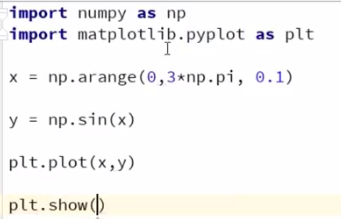 import numpy as np
import matplotlib.pyplot as plt
x = np.arange(0,3*np.pi, 0.1)
y = np.sin(x)
plt.plot(x,y)
plt.show()